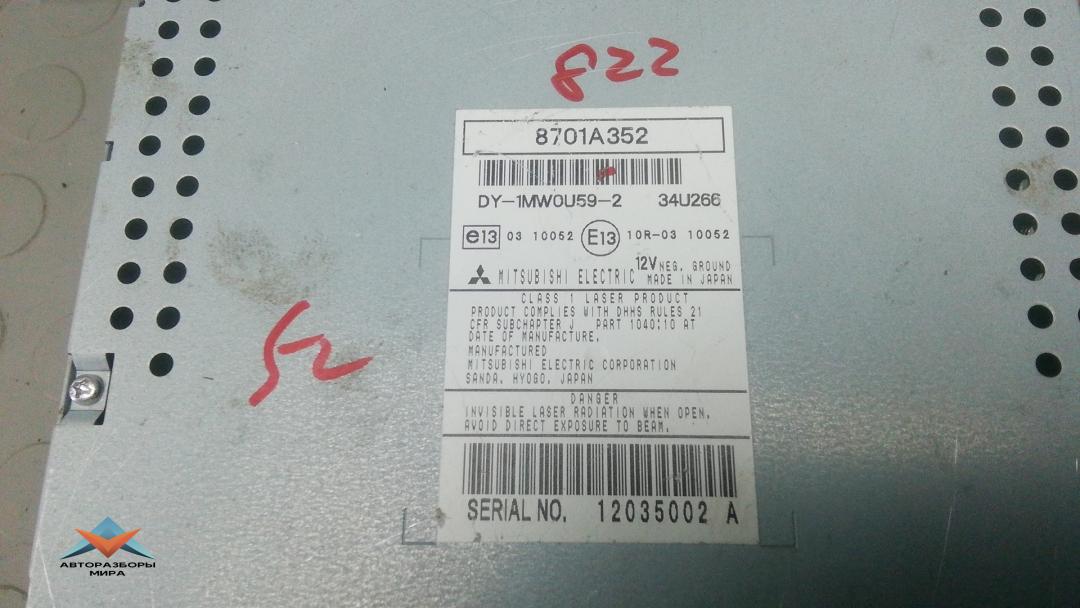 822
8701A352
DY-1MW0U59-2 34U266
e13 03 10052 E13 10R-03 10052
MITSUBISHI ELECTRIC 12V NEG. GROUND
MADE IN JAPAN
CLASS 1 LASER PRODUCT
PRODUCT COMPLIES WITH DHHS RULES 21
CFR SUBCHAPTER J PART 1040:10 AT
DATE OF MANUFACTURE.
MANUFACTURED
MITSUBISHI ELECTRIC CORPORATION
SANDA, HYOGO, JAPAN
DANGER
INVISIBLE LASER RADIATION WHEN OPEN.
AVOID DIRECT EXPOSURE TO BEAM.
SERIAL NO. 12035002 A
АВТОРАЗБОРЫ
МИРА